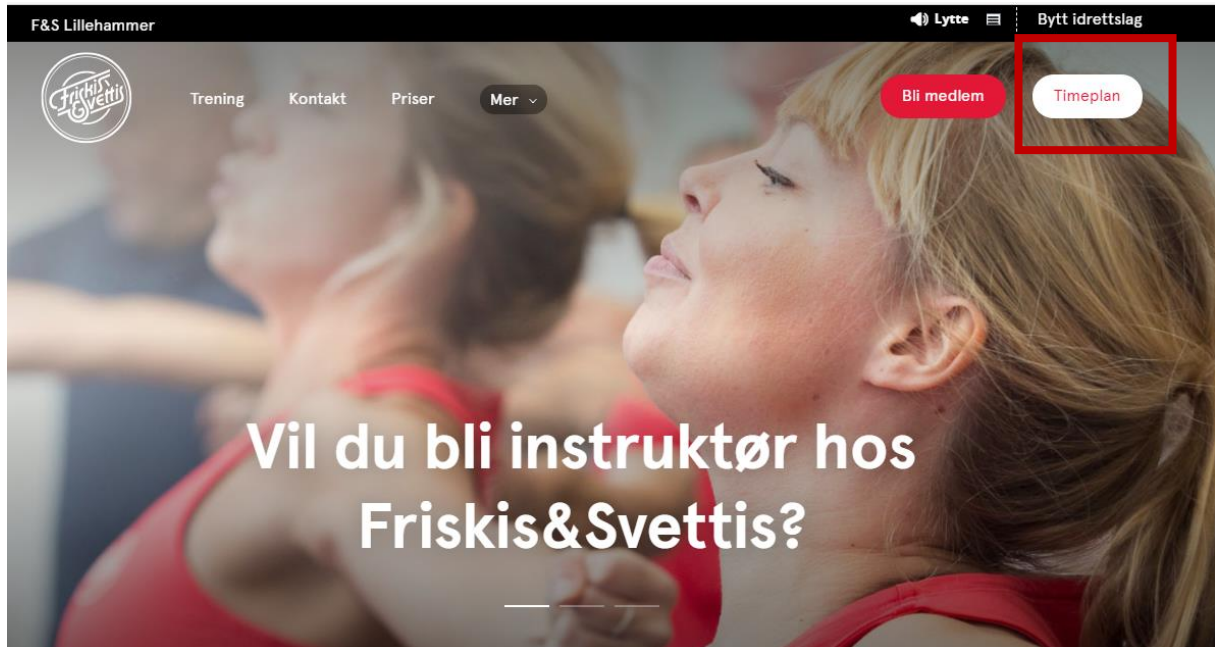 F&S Lillehammer
Lytte
Bytt idrettslag
Friskis
&Svettis
Trening
Kontakt
Priser
Mer
Bli medlem
Timeplan
Vil du bli instruktør hos
Friskis&Svettis?